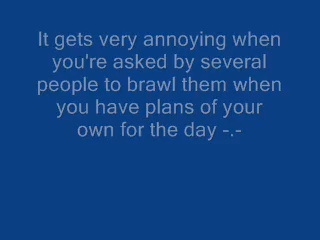 It gets very annoying when
you're asked by several
people to brawl them when
you have plans of your
own for the day -.-